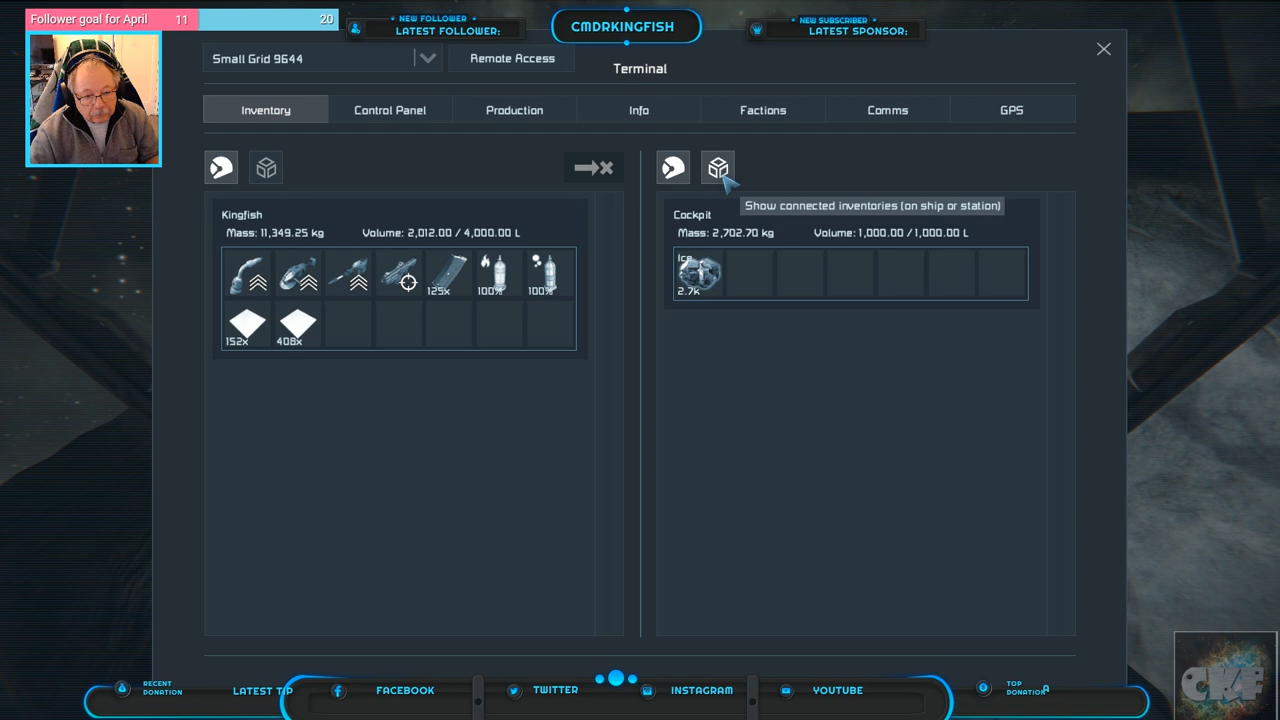 Follower goal for April 11 20
NEW FOLLOWER
LATEST FOLLOWER:
CMDRKINGFISH
NEW SUBSCRIBER
LATEST SPONSOR:
Small Grid 9644
Remote Access
Terminal
Inventory Control Panel Production Info Factions Comms GPS
Show connected inventories (on ship or station)
Kingfish
Mass: 11,349.25 kg Volume: 2,012.00 / 4,000.00 L
125x 100% 100%
152x 408x
Cockpit
Mass: 2,702.70 kg Volume: 1,000.00 / 1,000.00 L
Ice
2.7k
RECENT DONATION
LATEST TIP
FACEBOOK
TWITTER
INSTAGRAM
YOUTUBE
TOP DONATION
CKF